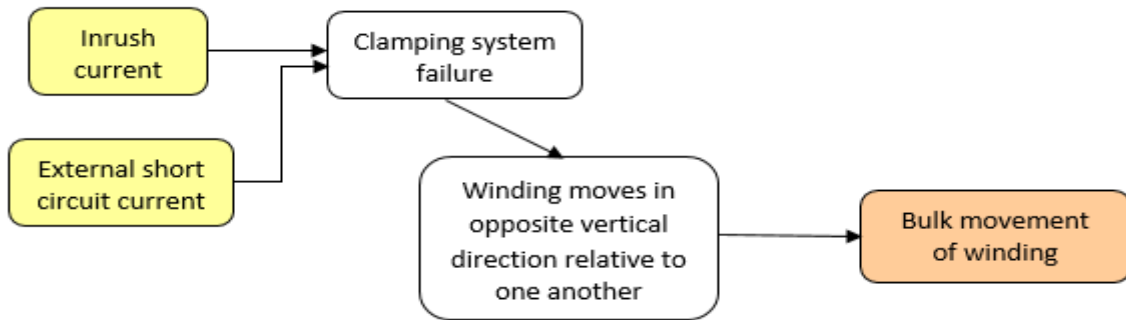 Inrush
current
Clamping system
failure
External short
circuit current
Winding moves in
opposite vertical
direction relative to
one another
Bulk movement
of winding